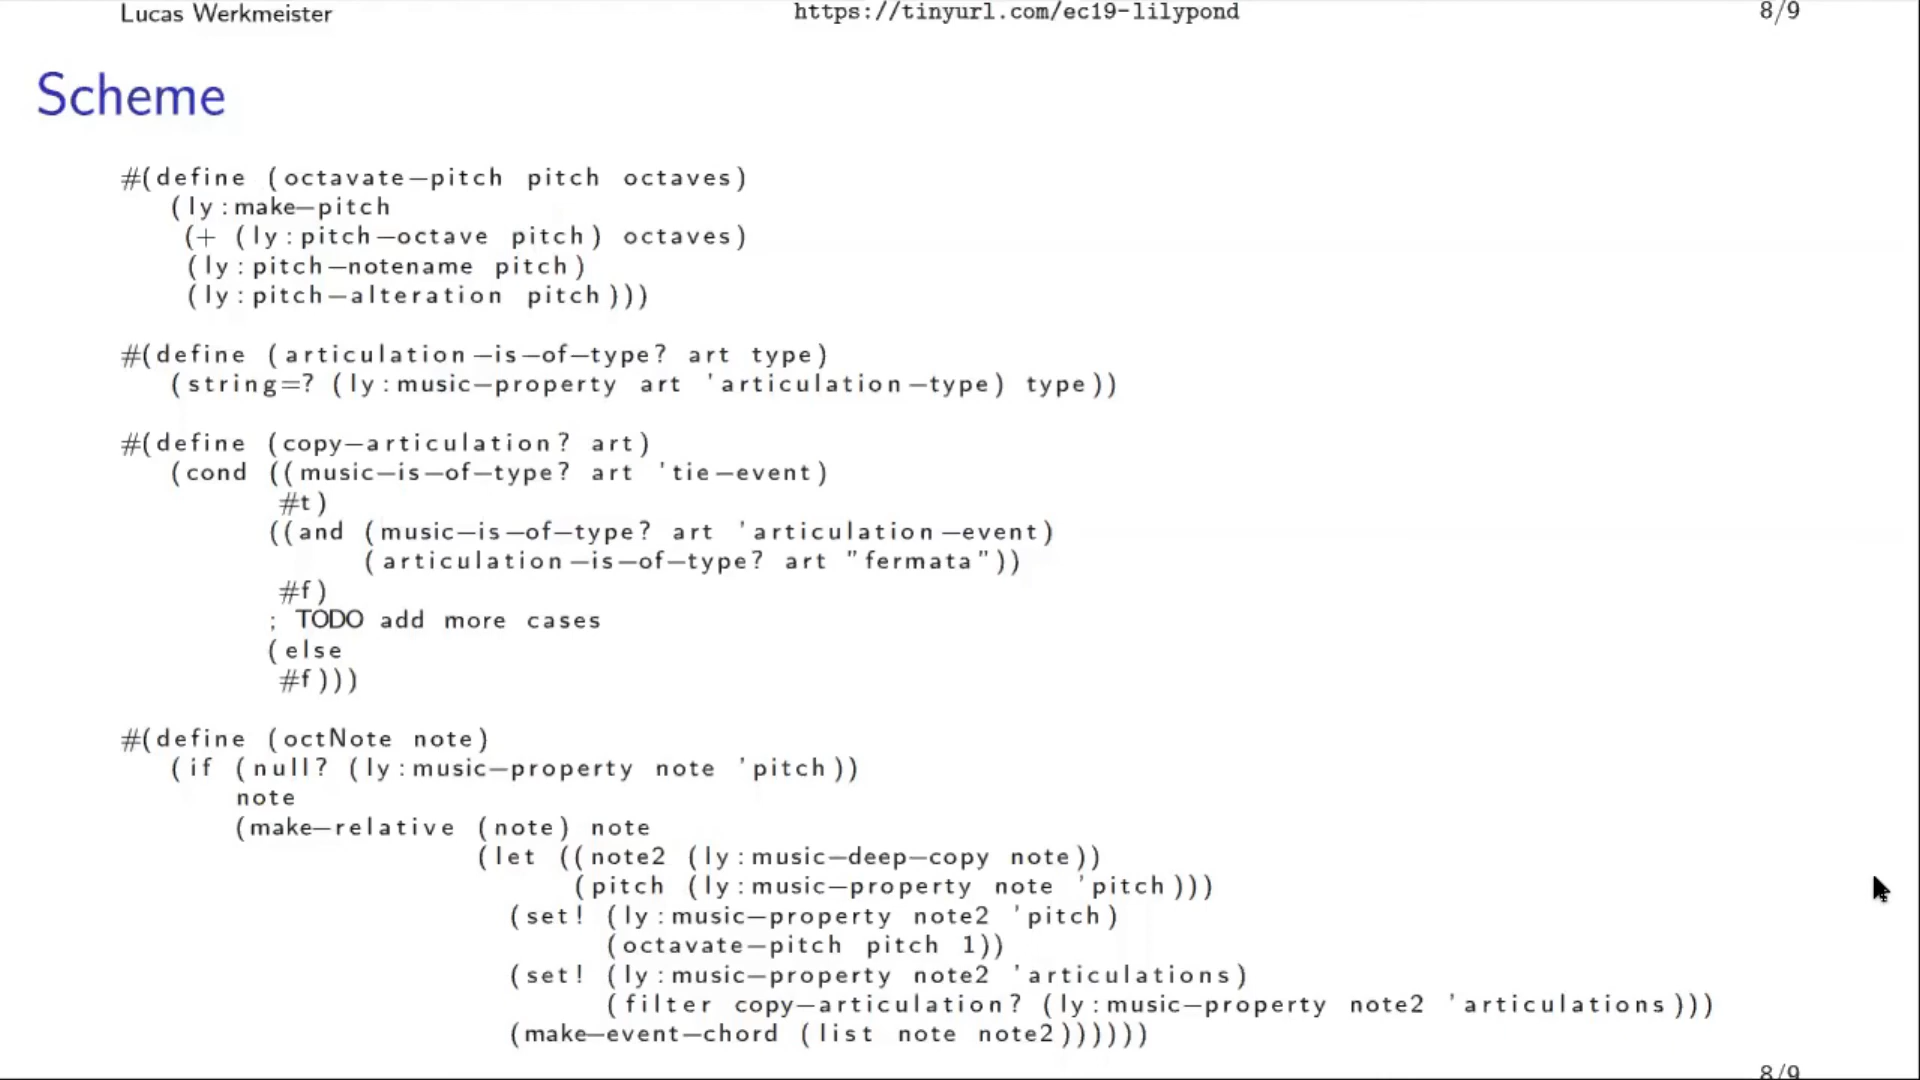 Lucas Werkmeister https://tinyurl.com/ec19-lilypond 8/9
Scheme
#(define (octavate-pitch pitch octaves)
(ly:make-pitch
(+ (ly:pitch-octave pitch) octaves)
(ly:pitch-notename pitch)
(ly:pitch-alteration pitch)))
#(define (articulation-is-of-type? art type)
(string=? (ly:music-property art 'articulation-type) type))
#(define (copy-articulation? art)
(cond ((music-is-of-type? art 'tie-event)
#t)
((and (music-is-of-type? art 'articulation-event)
(articulation-is-of-type? art "fermata"))
#f)
; TODO add more cases
(else
#f)))
#(define (octNote note)
(if (null? (ly:music-property note 'pitch))
note
(make-relative (note) note
(let ((note2 (ly:music-deep-copy note))
(pitch (ly:music-property note 'pitch)))
(set! (ly:music-property note2 'pitch)
(octavate-pitch pitch 1))
(set! (ly:music-property note2 'articulations)
(filter copy-articulation? (ly:music-property note2 'articulations)))
(make-event-chord (list note note2))))))
8/9